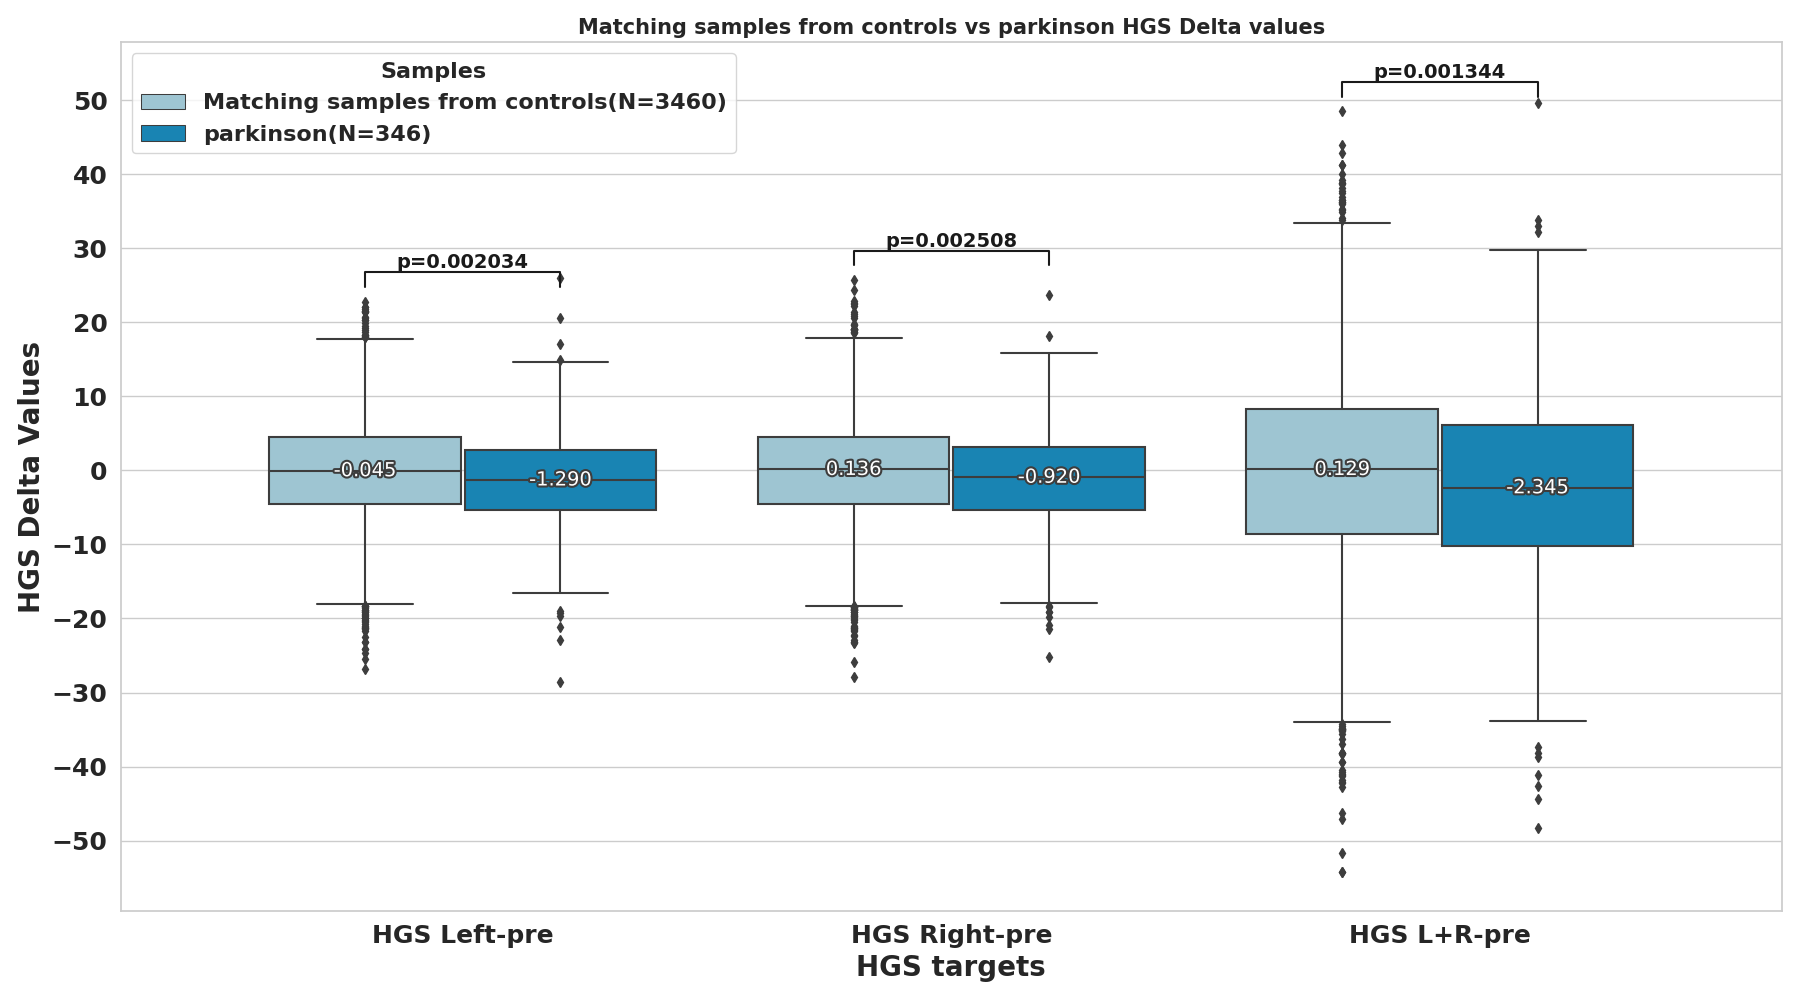 Matching samples from controls vs parkinson HGS Delta values
Samples
Matching samples from controls(N=3460)
parkinson(N=346)
p=0.001344
p=0.002508
p=0.002034
50
40
30
20
10
0
−10
−20
−30
−40
−50
HGS Delta Values
-0.045
-1.290
0.136
-0.920
0.129
-2.345
HGS Left-pre
HGS Right-pre
HGS L+R-pre
HGS targets